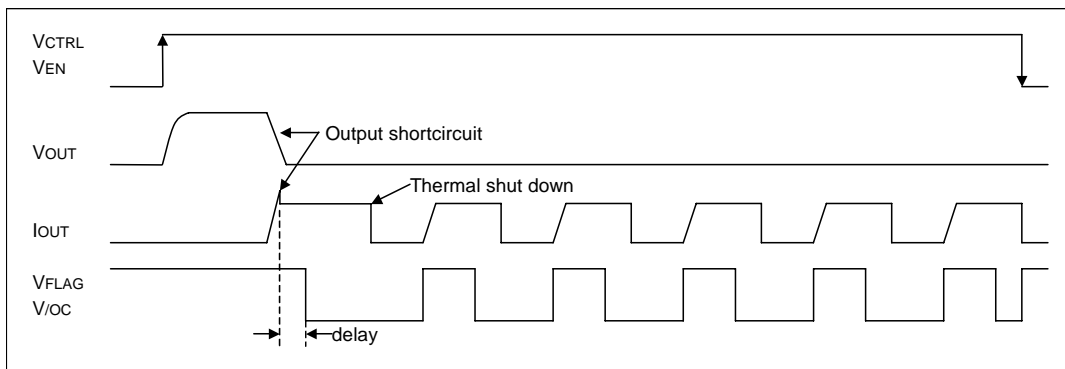 VCTRL
VEN
Output shortcircuit
VOUT
Thermal shut down
IOUT
VFLAG
V/OC
delay